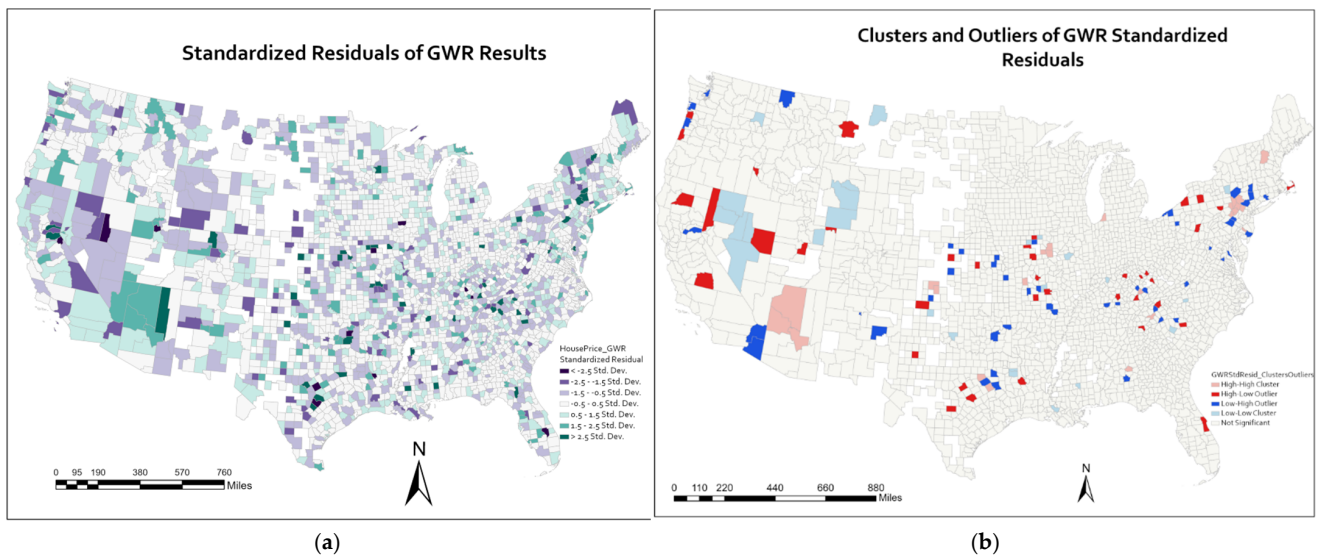 Standardized Residuals of GWR Results
HousePrice_GWR
Standardized Residual
< -2.5 Std. Dev.
-2.5 - -1.5 Std. Dev.
-1.5 - -0.5 Std. Dev.
-0.5 - 0.5 Std. Dev.
0.5 - 1.5 Std. Dev.
1.5 - 2.5 Std. Dev.
> 2.5 Std. Dev.
N
0 95 190 380 570 760
Miles
(a)
Clusters and Outliers of GWR Standardized
Residuals
GWRStdResid_ClustersOutliers
High-High Cluster
High-Low Outlier
Low-High Outlier
Low-Low Cluster
Not Significant
N
0 110 220 440 660 880
Miles
(b)